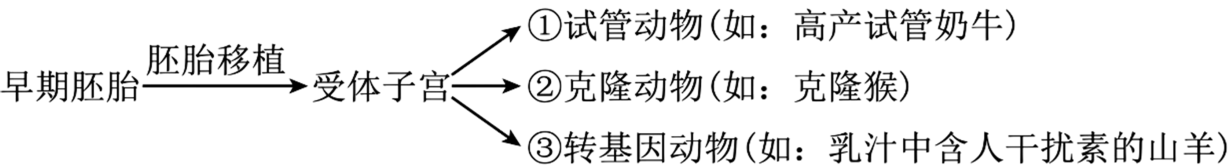 ①试管动物(如：高产试管奶牛)
早期胚胎 胚胎移植 受体子宫 ②克隆动物(如：克隆猴)
③转基因动物(如：乳汁中含人干扰素的山羊)